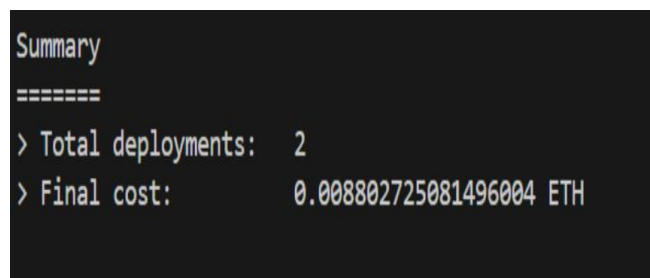 Summary
=======
> Total deployments: 2
> Final cost: 0.008802725081496004 ETH